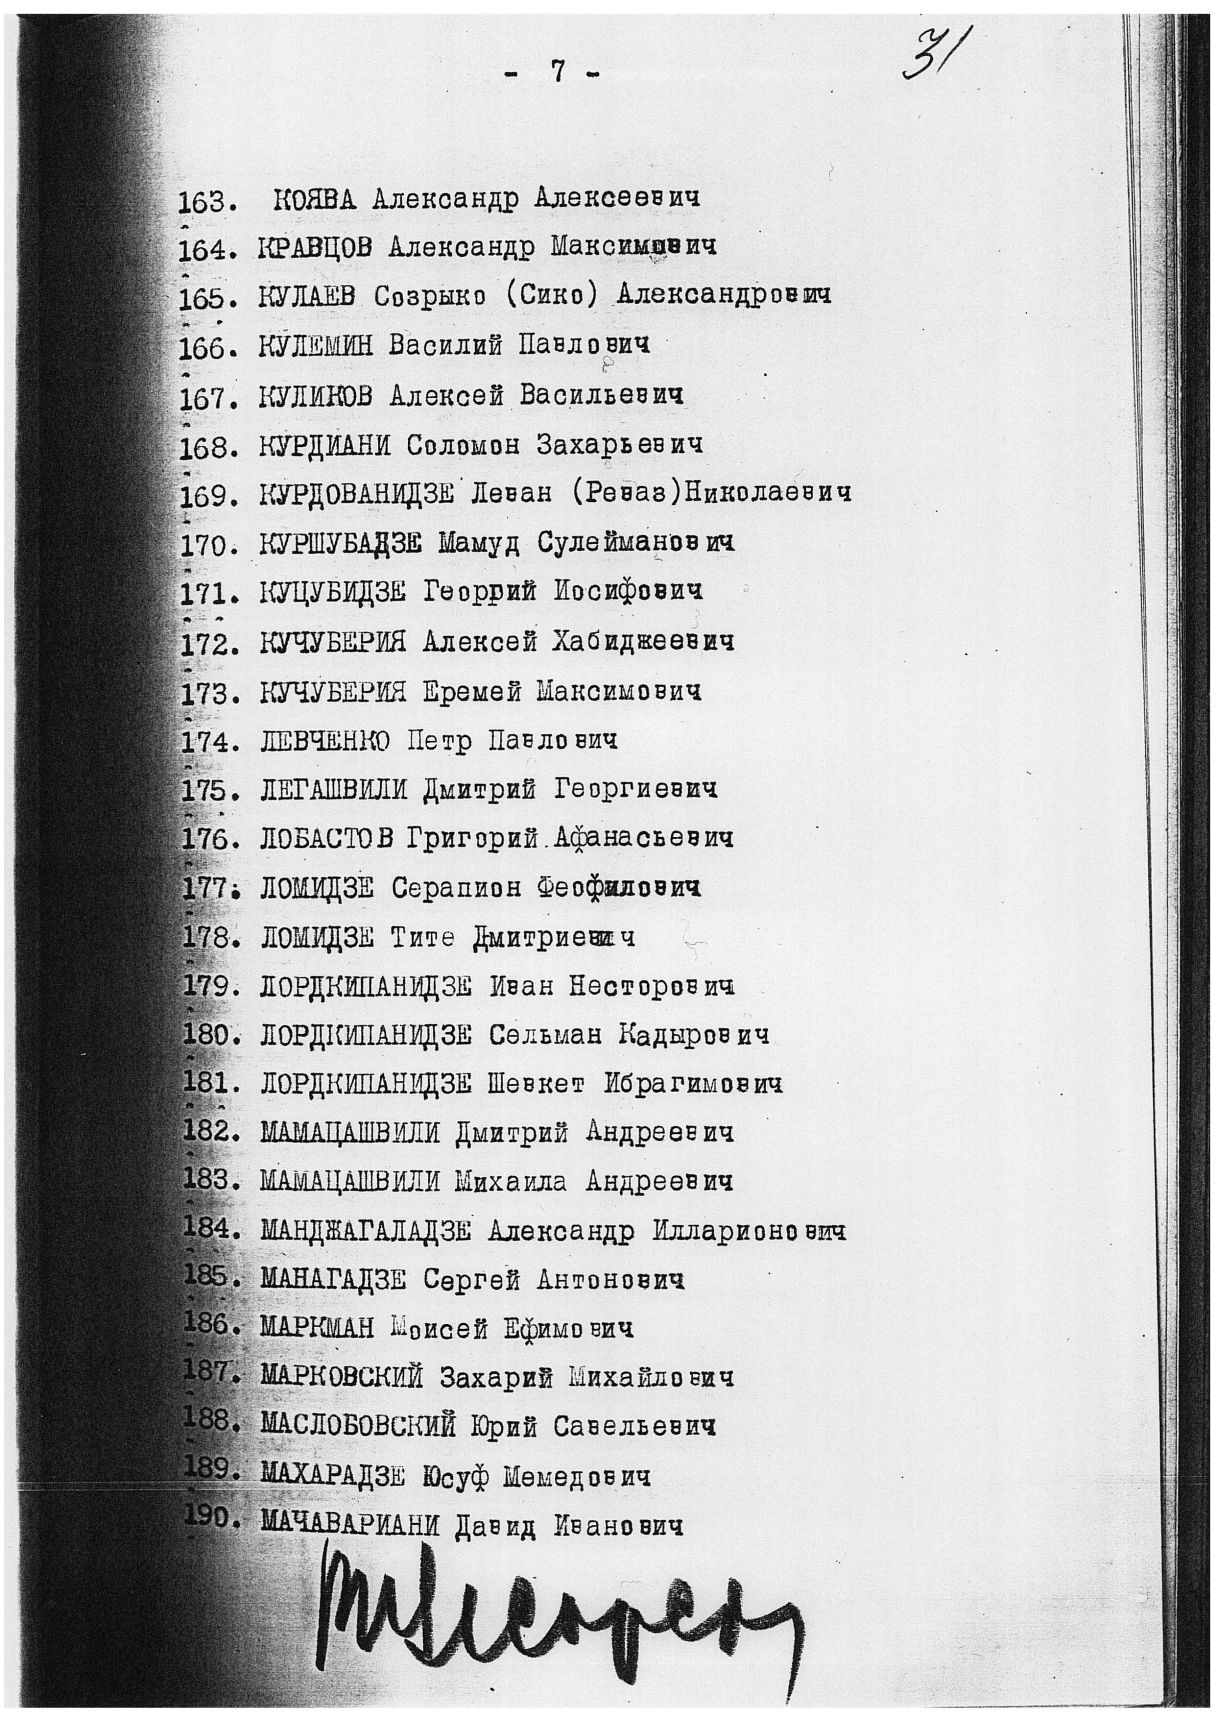 - 7 -
31
163. КОЯВА Александр Алексеевич
164. КРАВЦОВ Александр Максимович
165. КУЛАЕВ Созрыко (Сико) Александрович
166. КУЛЕМИН Василий Павлович
167. КУЛИКОВ Алексей Васильевич
168. КУРДИАНИ Соломон Захарьевич
169. КУРДОВАНИДЗЕ Леван (Реваз)Николаевич
170. КУРШУБАДЗЕ Мамуд Сулейманович
171. КУЦУБИДЗЕ Георгий Иосифович
172. КУЧУБЕРИЯ Алексей Хабиджеевич
173. КУЧУБЕРИЯ Еремей Максимович
174. ЛЕВЧЕНКО Петр Павлович
175. ЛЕГАШВИЛИ Дмитрий Георгиевич
176. ЛОБАСТОВ Григорий Афанасьевич
177. ЛОМИДЗЕ Серапион Феофилович
178. ЛОМИДЗЕ Тите Дмитриевич
179. ЛОРДКИПАНИДЗЕ Иван Несторович
180. ЛОРДКИПАНИДЗЕ Сельман Кадырович
181. ЛОРДКИПАНИДЗЕ Шевкет Ибрагимович
182. МАМАЦАШВИЛИ Дмитрий Андреевич
183. МАМАЦАШВИЛИ Михаила Андреевич
184. МАНДЖАГАЛАДЗЕ Александр Илларионович
185. МАНАГАДЗЕ Сергей Антонович
186. МАРКМАН Моисей Ефимович
187. МАРКОВСКИЙ Захарий Михайлович
188. МАСЛОБОВСКИЙ Юрий Савельевич
189. МАХАРАДЗЕ Юсуф Мемедович
190. МАЧАВАРИАНИ Давид Иванович